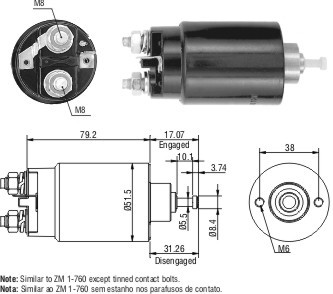 M8
M8
79.2
17.07
Engaged
10.1
3.74
38
Ø51.5
Ø5.5
Ø8.4
M6
31.26
Disengaged
Note: Similar to ZM 1-760 except tinned contact bolts.
Nota: Similar ao ZM 1-760 sem estanho nos parafusos de contato.